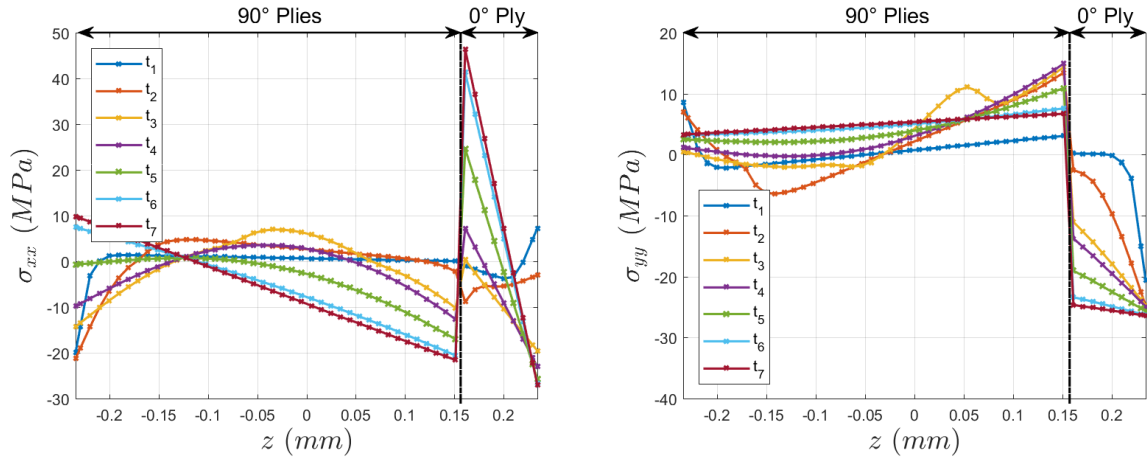 90° Plies
0° Ply
50
40
30
20
10
0
-10
-20
-30
σxx (MPa)
t1
t2
t3
t4
t5
t6
t7
-0.2
-0.15
-0.1
-0.05
0
0.05
0.1
0.15
0.2
z (mm)
90° Plies
0° Ply
20
10
0
-10
-20
-30
-40
σyy (MPa)
t1
t2
t3
t4
t5
t6
t7
-0.2
-0.15
-0.1
-0.05
0
0.05
0.1
0.15
0.2
z (mm)